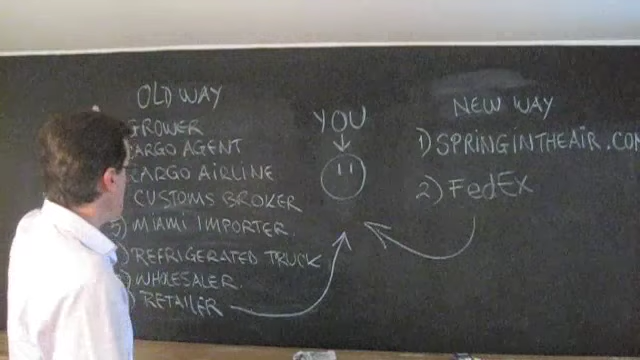 OLD WAY
GROWER
CARGO AGENT
CARGO AIRLINE
CUSTOMS BROKER
5) MIAMI IMPORTER
) REFRIGERATED TRUCK
) WHOLESALER
) RETAILER
YOU
NEW WAY
1) SPRINGINTHEAIR.COM
2) FedEx